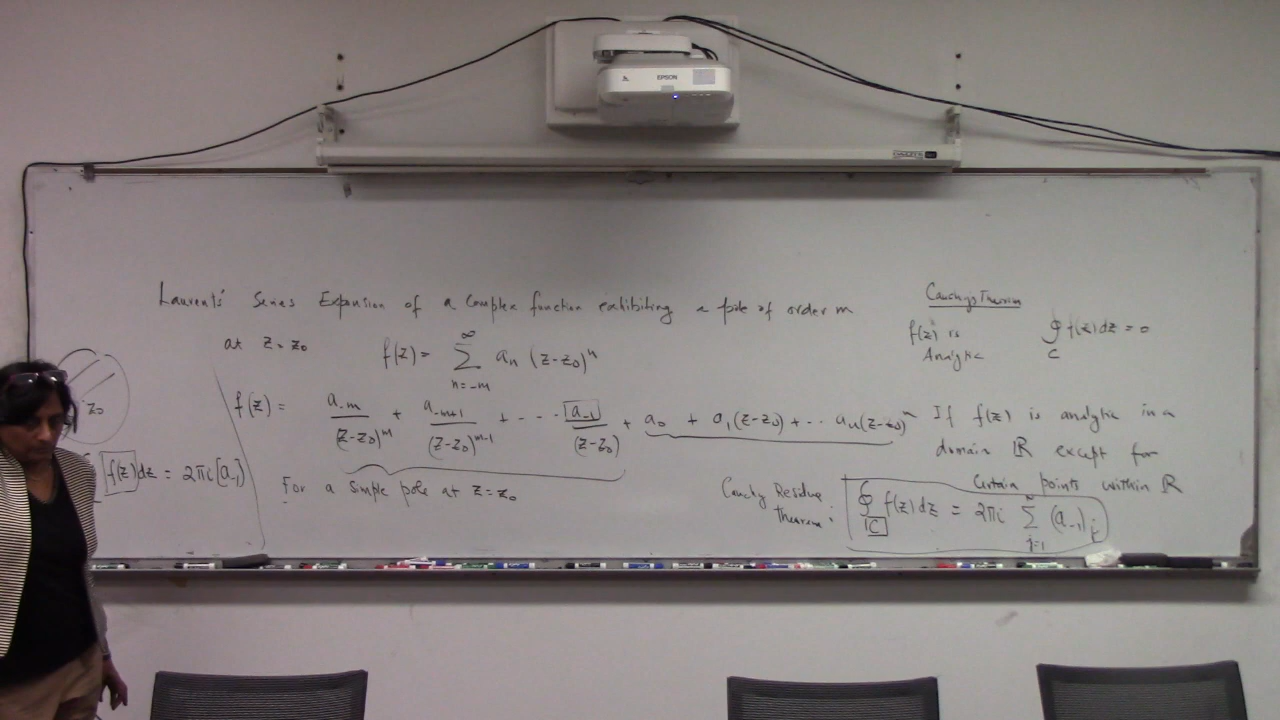 EPSON
Laurents' Series Expansion of a Complex function exhibiting a pole of order m
at z = z₀
f(z) = ∑_{n=-m}^{∞} aₙ (z-z₀)ⁿ
f(z) = a₋ₘ/(z-z₀)ᵐ + a₋ₘ₊₁/(z-z₀)ᵐ⁻¹ + ---- a₋₁/(z-z₀) + a₀ + a₁(z-z₀) + ·· aₙ(z-z₀)ⁿ
z₀
f(z)dz = 2πi[a₋₁]
For a simple pole at z = z₀
Cauchy's Theorem
f(z) is
Analytic
∮_C f(z)dz = 0
If f(z) is analytic in a
domain ℝ except for
Certain points within ℝ
Cauchy Residue
Theorem:
∮_C f(z)dz = 2πi ∑_{j=1}^{n} (a₋₁)ⱼ